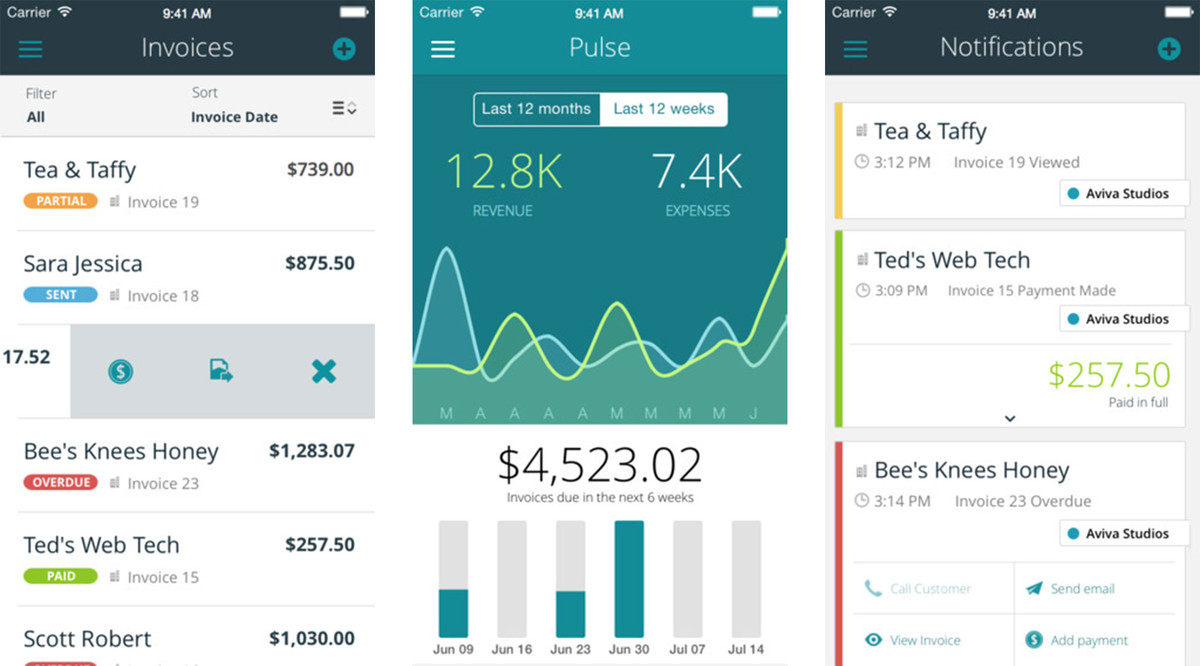 Carrier 9:41 AM
Invoices
Filter Sort
All Invoice Date
Tea & Taffy $739.00
PARTIAL Invoice 19
Sara Jessica $875.50
SENT Invoice 18
17.52
Bee's Knees Honey $1,283.07
OVERDUE Invoice 23
Ted's Web Tech $257.50
PAID Invoice 15
Scott Robert $1,030.00
Carrier 9:41 AM
Pulse
Last 12 months Last 12 weeks
12.8K 7.4K
REVENUE EXPENSES
M A A A A M M M M J
$4,523.02
Invoices due in the next 6 weeks
Jun 09 Jun 16 Jun 23 Jun 30 Jul 07 Jul 14
Carrier 9:41 AM
Notifications
Tea & Taffy
3:12 PM Invoice 19 Viewed
Aviva Studios
Ted's Web Tech
3:09 PM Invoice 15 Payment Made
Aviva Studios
$257.50
Paid in full
Bee's Knees Honey
3:14 PM Invoice 23 Overdue
Aviva Studios
Call Customer Send email
View Invoice Add payment